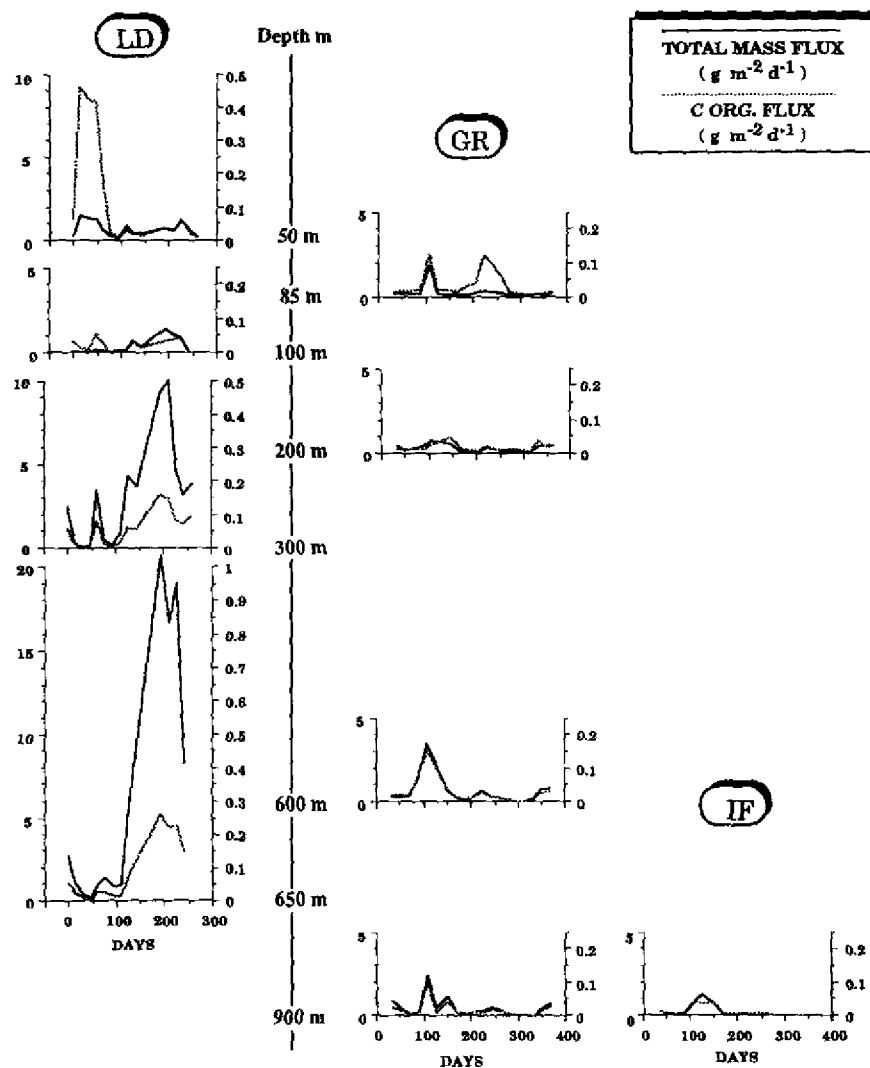 LD
Depth m
TOTAL MASS FLUX
( g m⁻² d⁻¹ )
C ORG. FLUX
( g m⁻² d⁻¹ )
GR
10
5
0
0.5
0.4
0.3
0.2
0.1
0
50 m
5
0
0.2
0.1
0
85 m
5
0
0.2
0.1
0
100 m
10
5
0
0.5
0.4
0.3
0.2
0.1
0
200 m
5
0
0.2
0.1
0
300 m
20
15
10
5
0
1
0.9
0.8
0.7
0.6
0.5
0.4
0.3
0.2
0.1
0
5
0
0.2
0.1
0
600 m
IF
650 m
0 100 200 300
DAYS
5
0
0.2
0.1
0
5
0
0.2
0.1
0
900 m
0 100 200 300 400
DAYS
0 100 200 300 400
DAYS